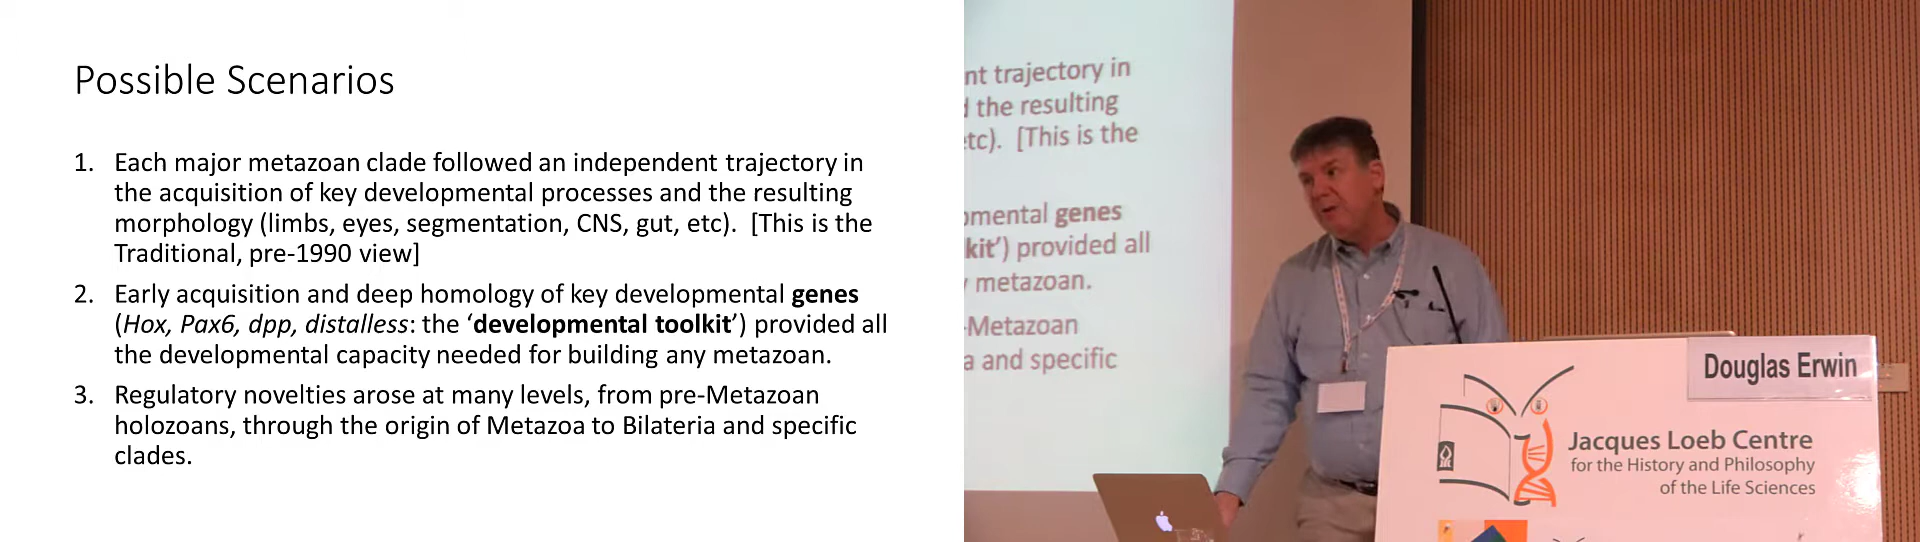 Possible Scenarios
1. Each major metazoan clade followed an independent trajectory in
the acquisition of key developmental processes and the resulting
morphology (limbs, eyes, segmentation, CNS, gut, etc).  [This is the
Traditional, pre-1990 view]
2. Early acquisition and deep homology of key developmental genes
(Hox, Pax6, dpp, distalless: the ‘developmental toolkit’) provided all
the developmental capacity needed for building any metazoan.
3. Regulatory novelties arose at many levels, from pre-Metazoan
holozoans, through the origin of Metazoa to Bilateria and specific
clades.
nt trajectory in
the resulting
tc).  [This is the
mental genes
kit’) provided all
metazoan.
-Metazoan
a and specific
Douglas Erwin
Jacques Loeb Centre
for the History and Philosophy
of the Life Sciences